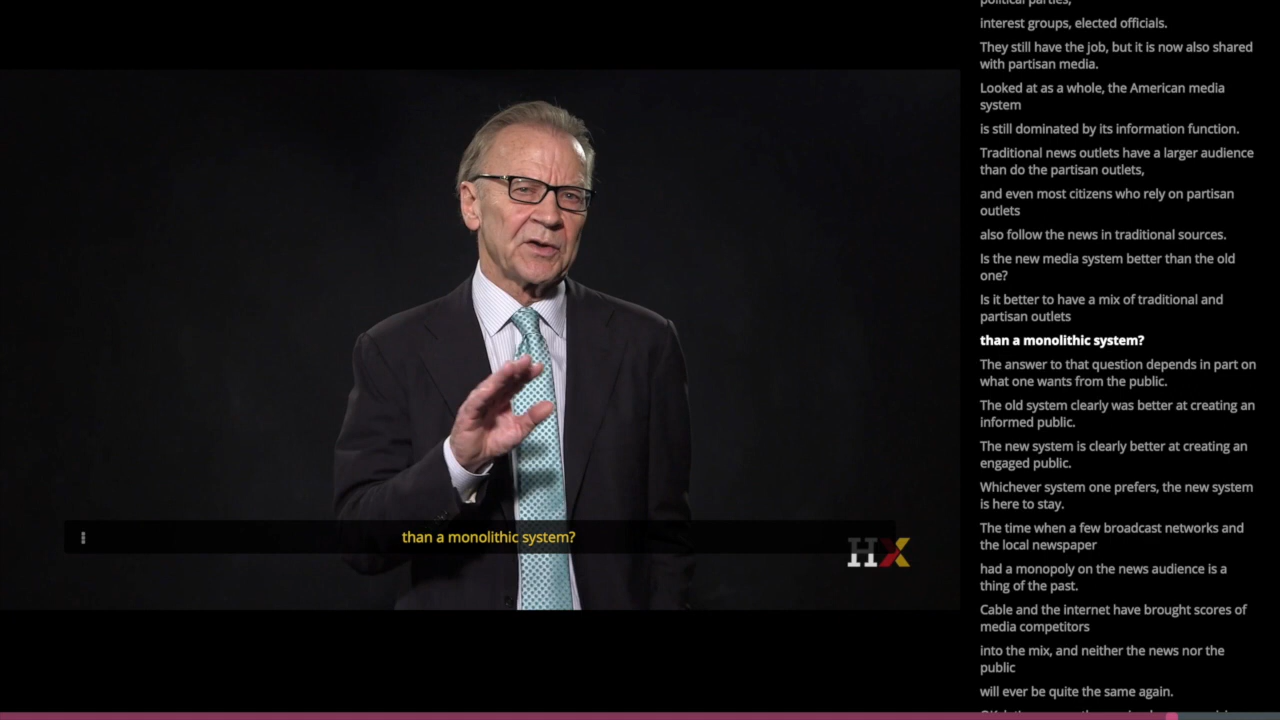 political parties,
interest groups, elected officials.
They still have the job, but it is now also shared
with partisan media.
Looked at as a whole, the American media
system
is still dominated by its information function.
Traditional news outlets have a larger audience
than do the partisan outlets,
and even most citizens who rely on partisan
outlets
also follow the news in traditional sources.
Is the new media system better than the old
one?
Is it better to have a mix of traditional and
partisan outlets
than a monolithic system?
The answer to that question depends in part on
what one wants from the public.
The old system clearly was better at creating an
informed public.
The new system is clearly better at creating an
engaged public.
Whichever system one prefers, the new system
is here to stay.
The time when a few broadcast networks and
the local newspaper
had a monopoly on the news audience is a
thing of the past.
Cable and the internet have brought scores of
media competitors
into the mix, and neither the news nor the
public
will ever be quite the same again.
than a monolithic system?
HX